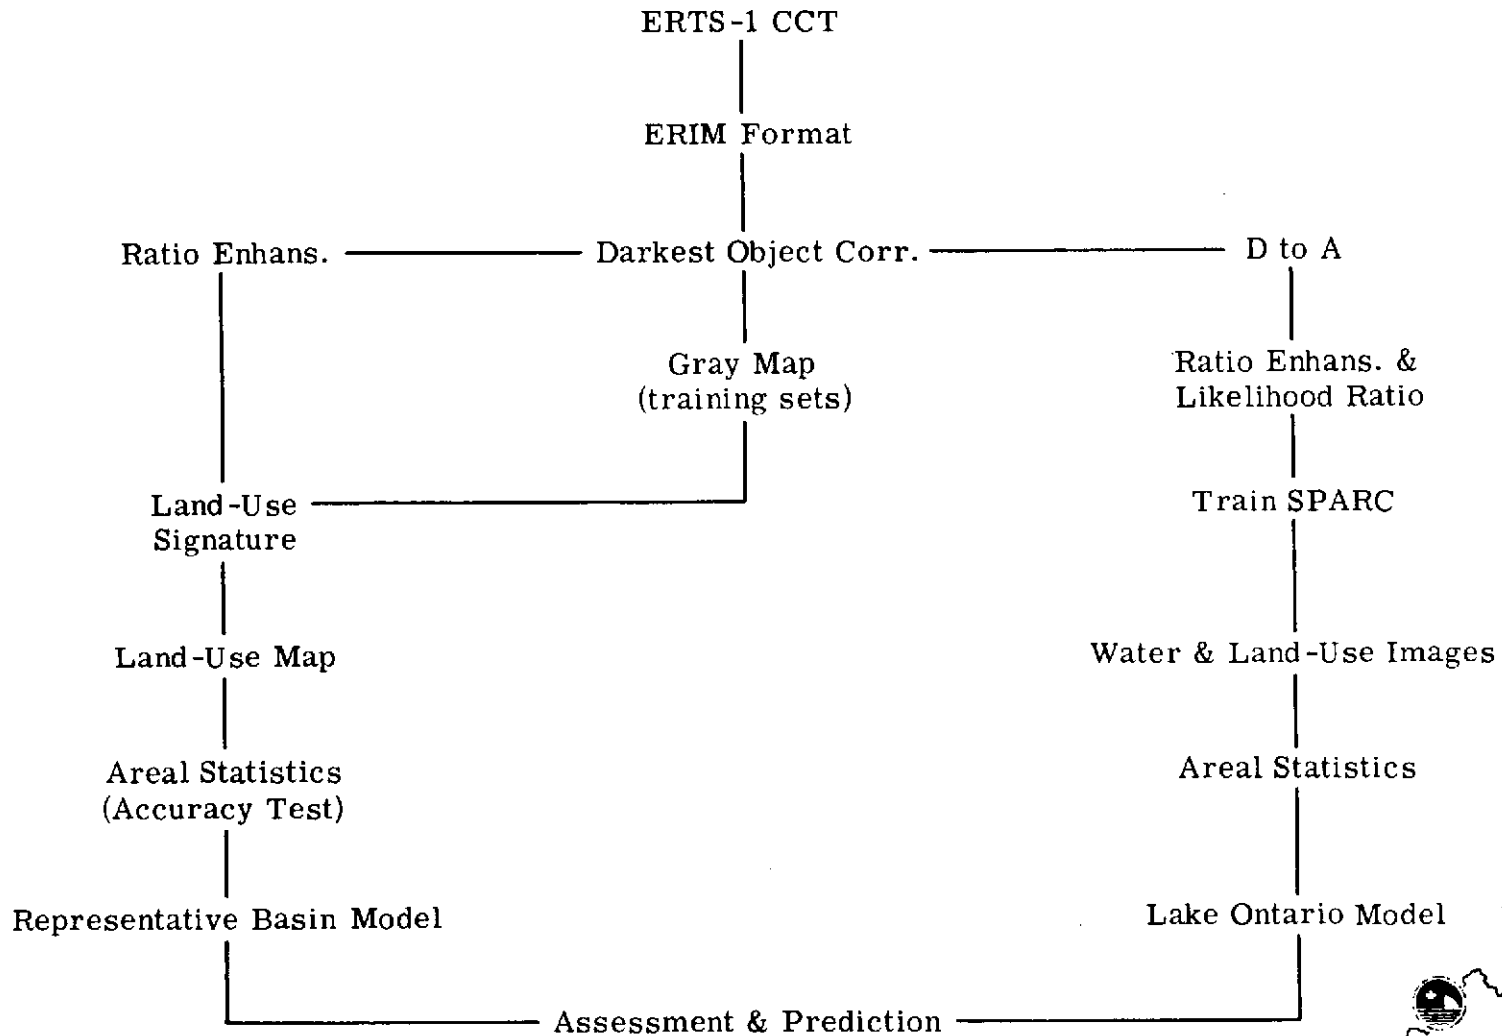 ERTS-1 CCT
ERIM Format
Ratio Enhans.
Darkest Object Corr.
D to A
Gray Map
(training sets)
Ratio Enhans. &
Likelihood Ratio
Land-Use
Signature
Train SPARC
Land-Use Map
Water & Land-Use Images
Areal Statistics
(Accuracy Test)
Areal Statistics
Representative Basin Model
Lake Ontario Model
Assessment & Prediction